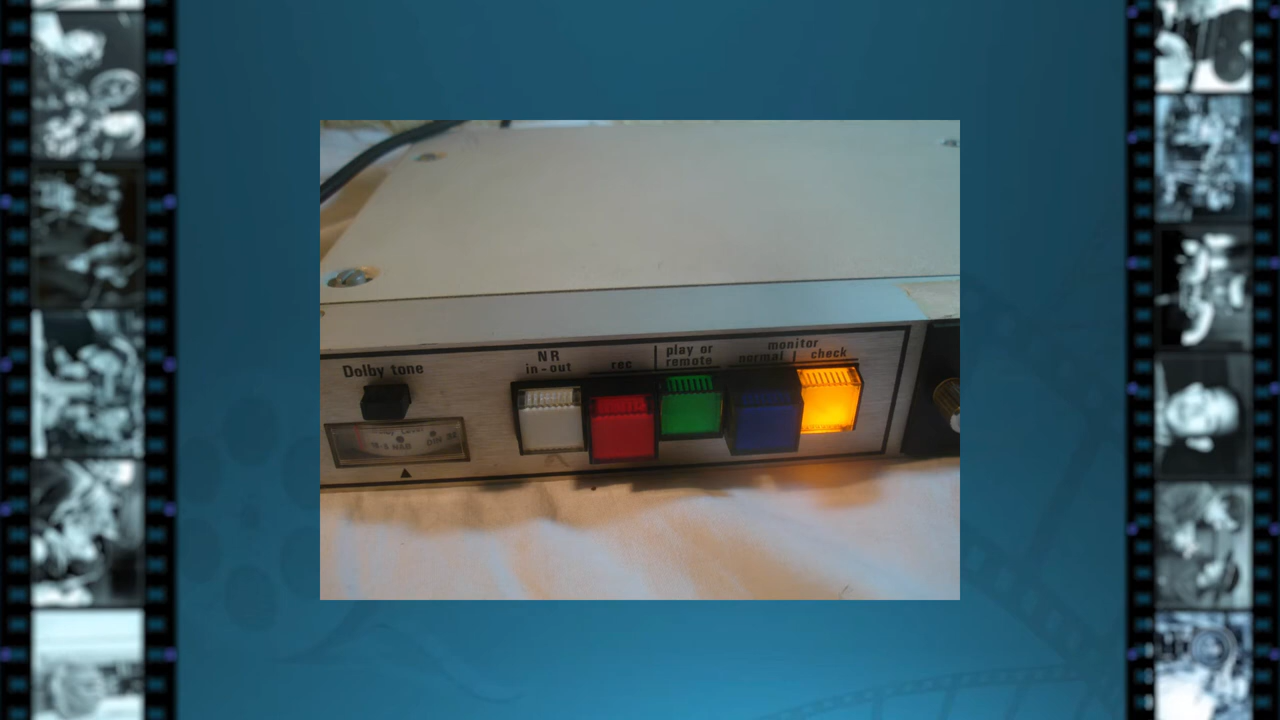 Dolby tone
NR
in-out
rec
play or
remote
monitor
normal
check